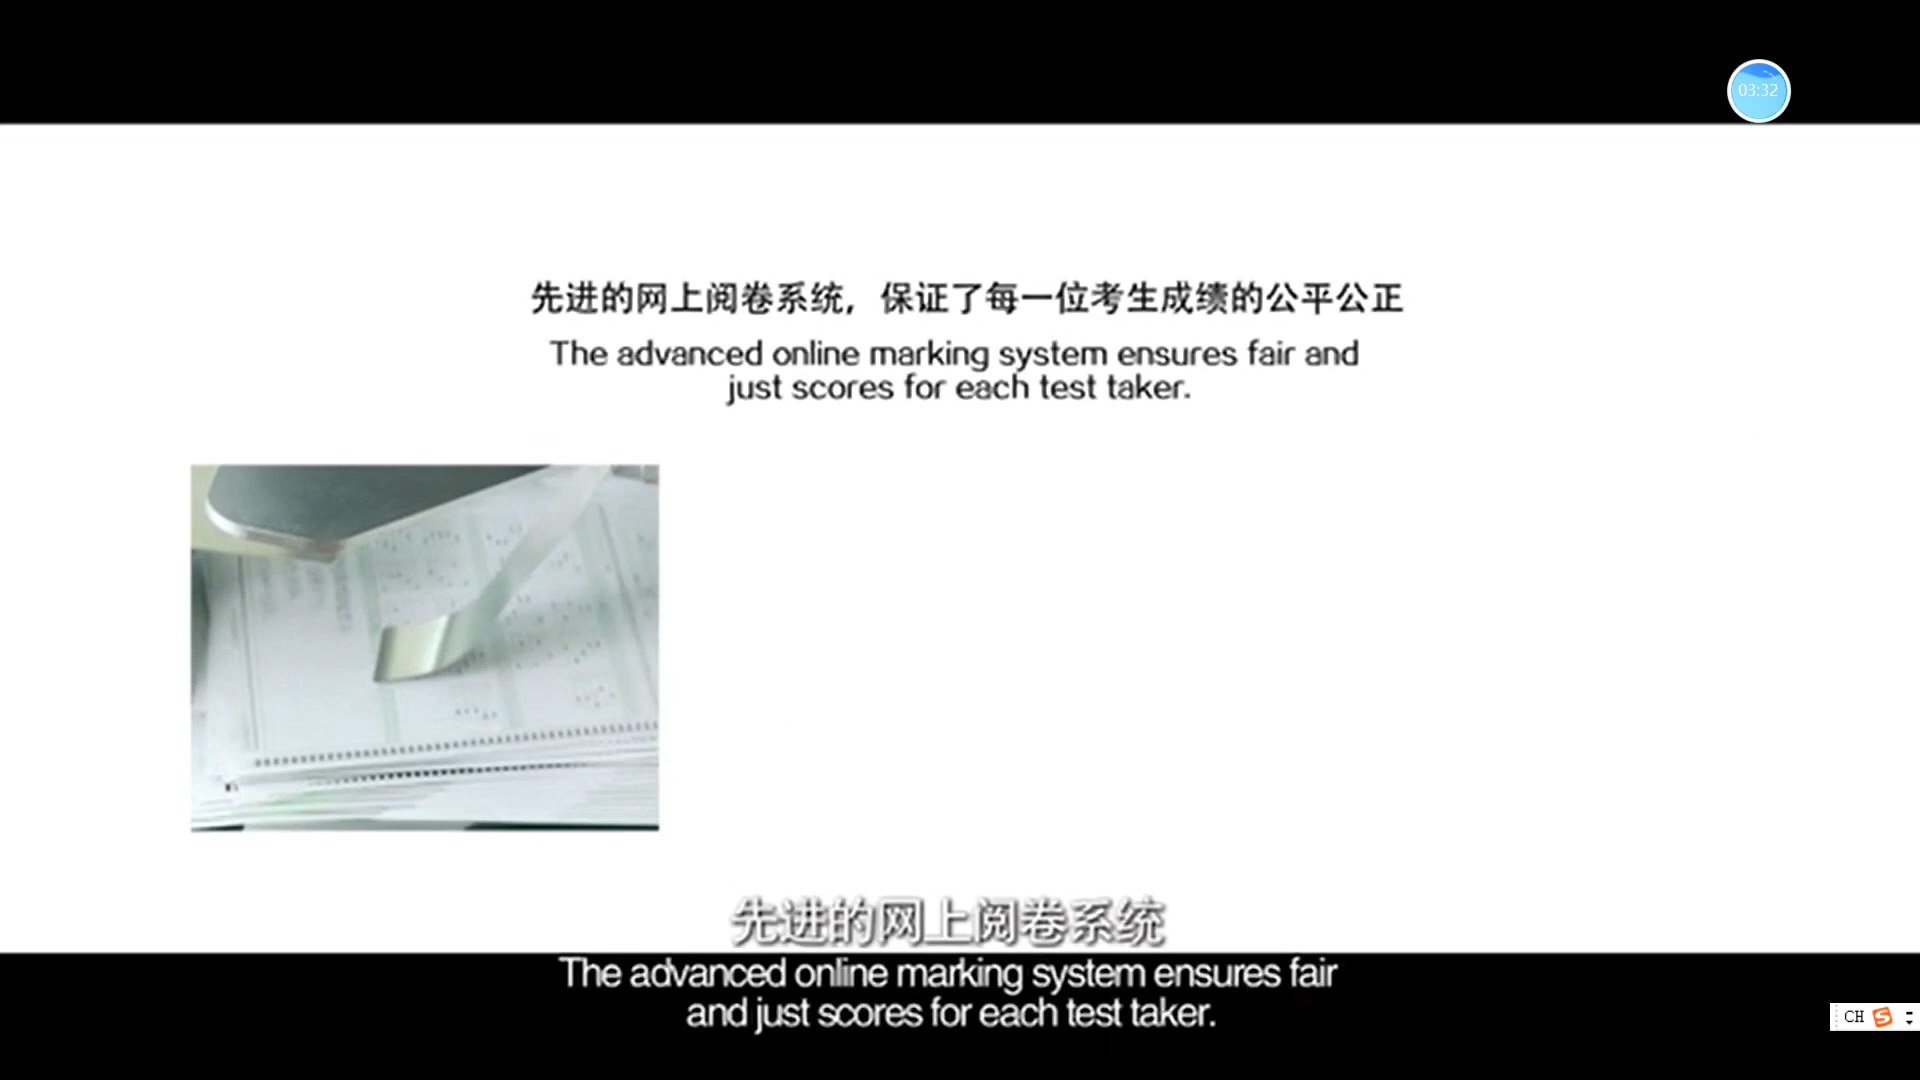 03:32
先进的网上阅卷系统，保证了每一位考生成绩的公平公正
The advanced online marking system ensures fair and
just scores for each test taker.
先进的网上阅卷系统
The advanced online marking system ensures fair
and just scores for each test taker.
CH